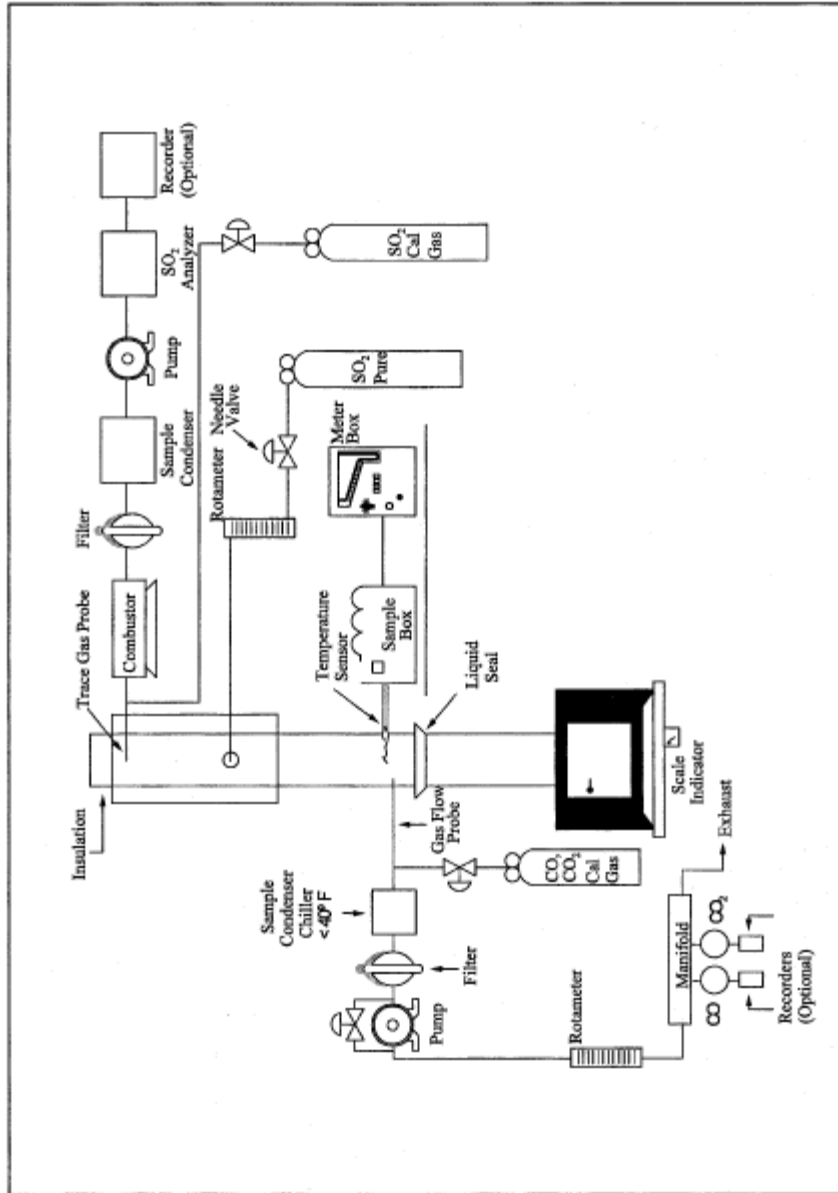 Insulation
Trace Gas Probe
Combustor
Filter
Sample
Condenser
Pump
SO₂
Analyzer
Recorder
(Optional)
Rotameter
Needle
Valve
SO₂
Cal
Gas
SO₂
Pure
Temperature
Sensor
Sample
Box
Meter
Box
Liquid
Seal
Gas Flow
Probe
Sample
Condenser
Chiller
<40° F
Filter
Pump
CO,
CO₂
Cal
Gas
Scale
Indicator
Rotameter
Manifold
Exhaust
CO
CO₂
Recorders
(Optional)